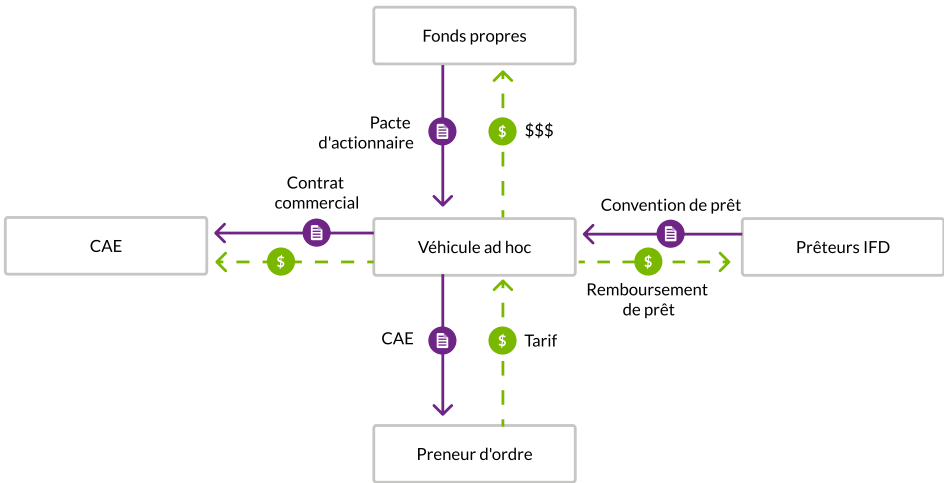 Fonds propres
Pacte
d'actionnaire
$
$$$
Contrat
commercial
Convention de prêt
CAE
Véhicule ad hoc
Prêteurs IFD
$
$
Remboursement
de prêt
CAE
$
Tarif
Preneur d'ordre